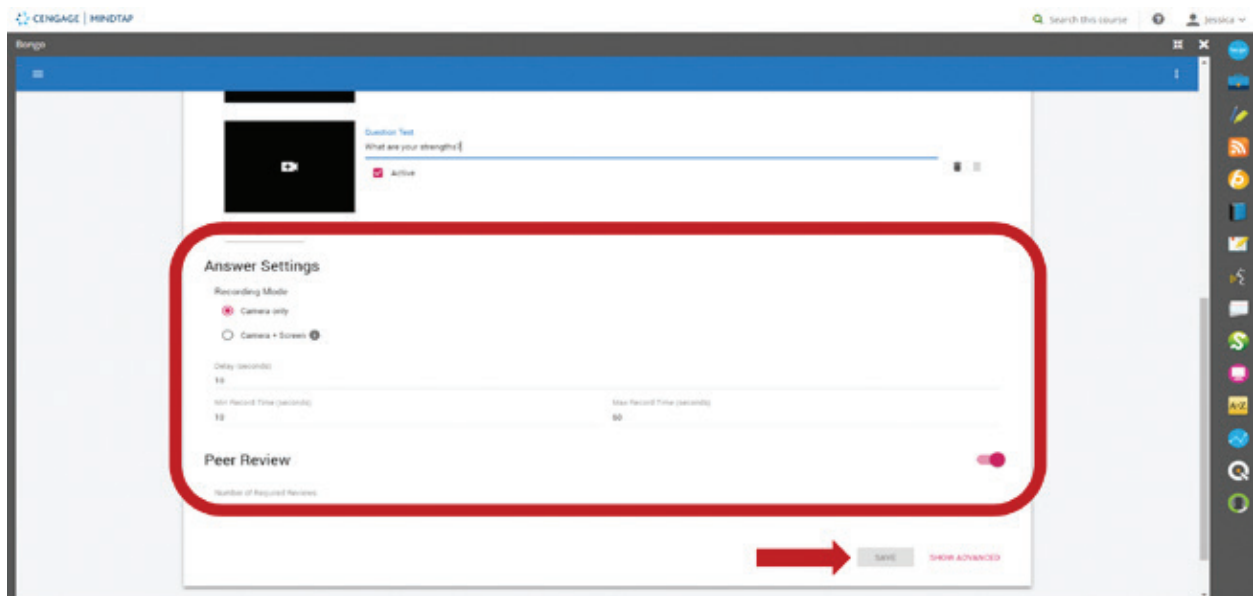 CENGAGE | MINDTAP
Search this course
Jessica
Bongo
Question Text
What are your strengths?
Active
Answer Settings
Recording Mode
Camera only
Camera + Screen
Delay (seconds)
10
Min Record Time (seconds)
Max Record Time (seconds)
10
60
Peer Review
Number of Required Reviews
SAVE
SHOW ADVANCED
A-Z